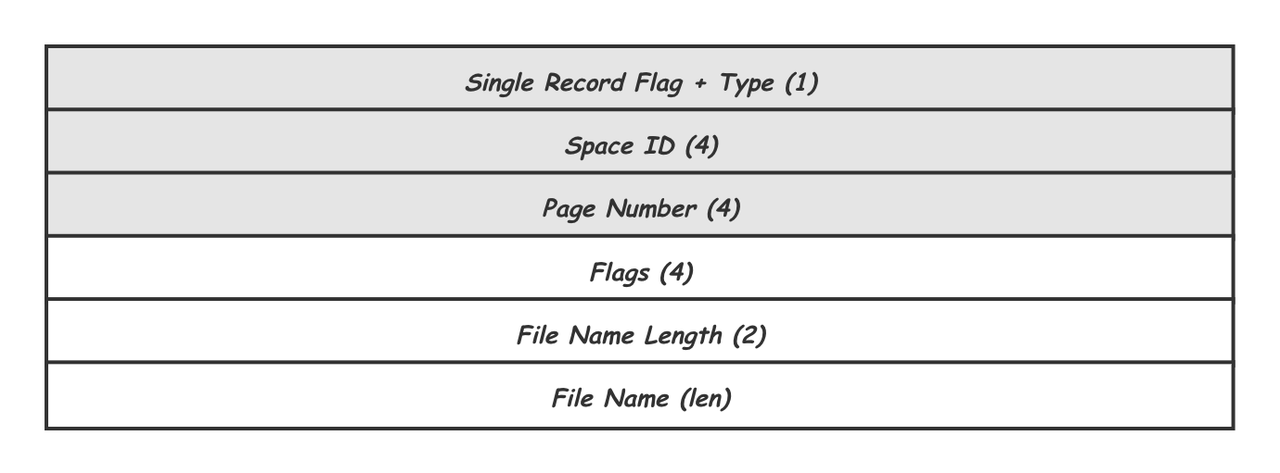 Single Record Flag + Type (1)
Space ID (4)
Page Number (4)
Flags (4)
File Name Length (2)
File Name (len)